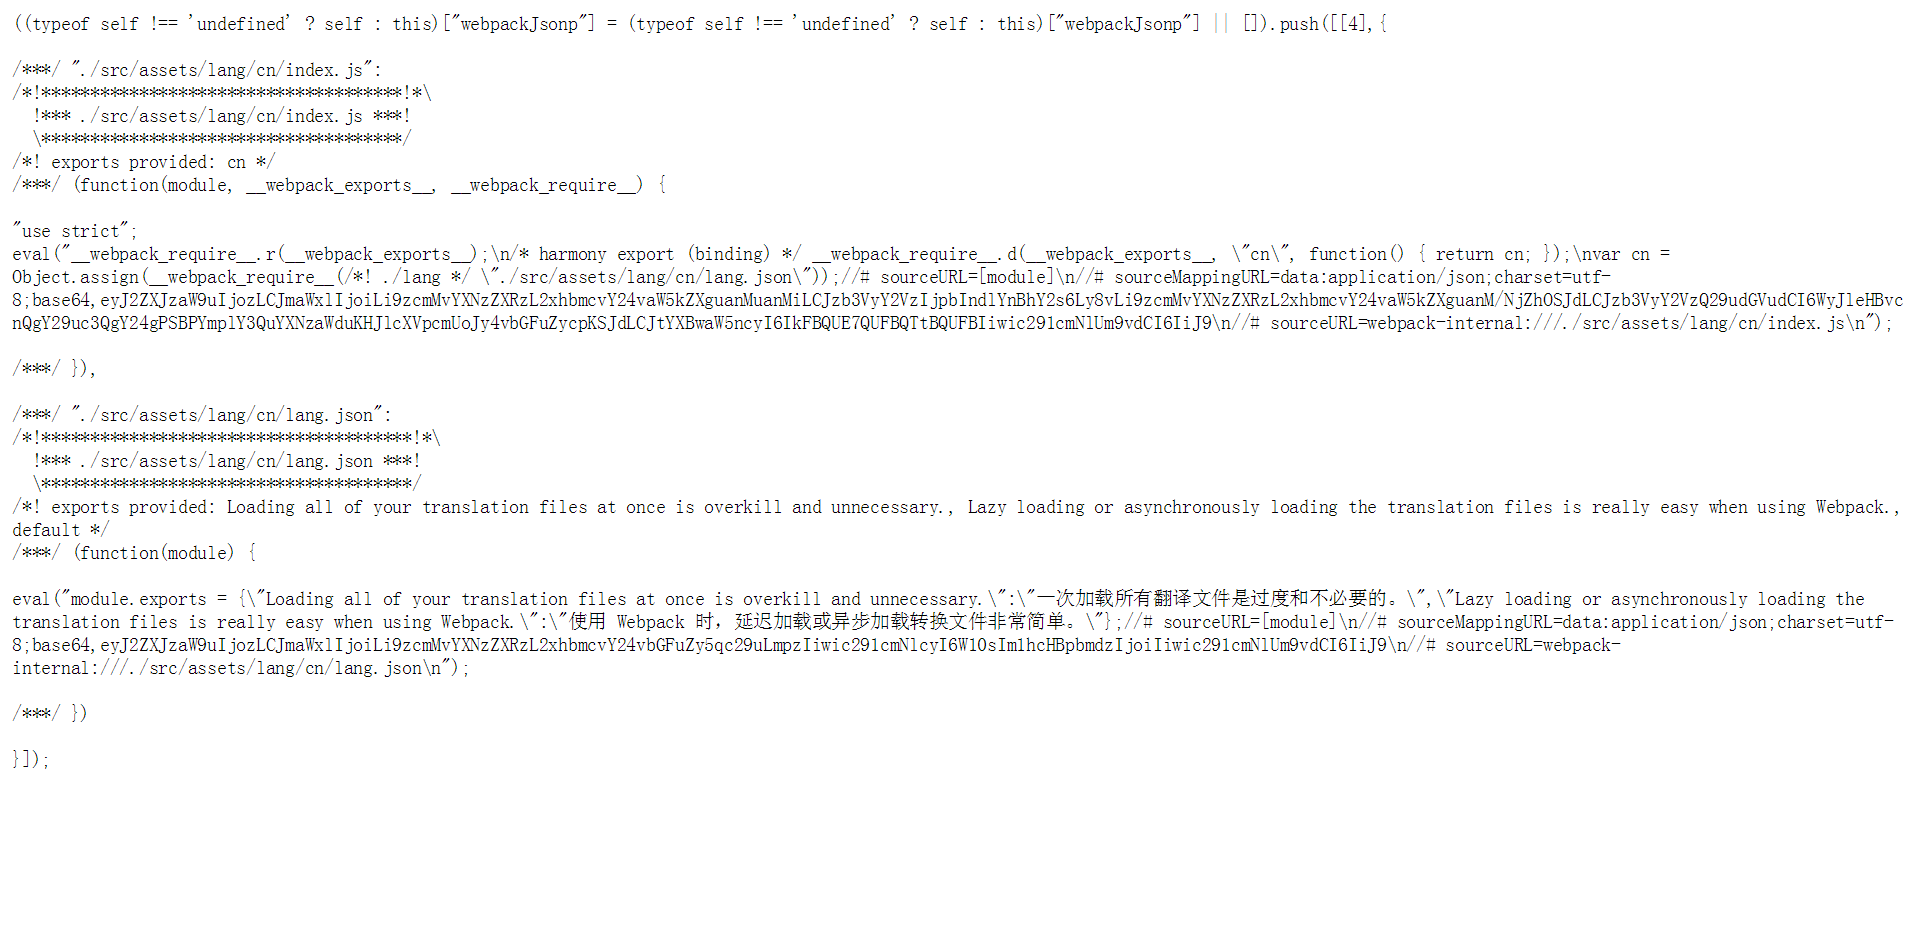 ((typeof self !== 'undefined' ? self : this)["webpackJsonp"] = (typeof self !== 'undefined' ? self : this)["webpackJsonp"] || []).push([[4],{
/***/ "./src/assets/lang/cn/index.js":
/*!*************************************!*\
  !*** ./src/assets/lang/cn/index.js ***!
  \*************************************/
/*! exports provided: cn */
/***/ (function(module, __webpack_exports__, __webpack_require__) {
"use strict";
eval("__webpack_require__.r(__webpack_exports__);\n/* harmony export (binding) */ __webpack_require__.d(__webpack_exports__, \"cn\", function() { return cn; });\nvar cn =
Object.assign(__webpack_require__(/*! ./lang */ \"./src/assets/lang/cn/lang.json\"));//# sourceURL=[module]\n//# sourceMappingURL=data:application/json;charset=utf-
8;base64,eyJ2ZXJzaW9uIjozLCJmaWxlIjoiLi9zcmMvYXNzZXRzL2xhbmcvY24vaW5kZXguanMuanMiLCJzb3VyY2VzIjpbIndlYnBhY2s6Ly8vLi9zcmMvYXNzZXRzL2xhbmcvY24vaW5kZXguanM/NjZhOSJdLCJzb3VyY2VzQ29udGVudCI6WyJleHBvc
nQgY29uc3QgY24gPSBPYmplY3QuYXNzaWduKHJlcXVpcmUoJy4vbGFuZycpKSJdLCJtYXBwaW5ncyI6IkFBQUE7QUFBQTtBQUFBIiwic291cmNlUm9vdCI6IiJ9\n//# sourceURL=webpack-internal:///./src/assets/lang/cn/index.js\n");
/***/ }),
/***/ "./src/assets/lang/cn/lang.json":
/*!**************************************!*\
  !*** ./src/assets/lang/cn/lang.json ***!
  \**************************************/
/*! exports provided: Loading all of your translation files at once is overkill and unnecessary., Lazy loading or asynchronously loading the translation files is really easy when using Webpack.,
default */
/***/ (function(module) {
eval("module.exports = {\"Loading all of your translation files at once is overkill and unnecessary.\":\"一次加载所有翻译文件是过度和不必要的。\",\"Lazy loading or asynchronously loading the
translation files is really easy when using Webpack.\":\"使用 Webpack 时，延迟加载或异步加载转换文件非常简单。\"};//# sourceURL=[module]\n//# sourceMappingURL=data:application/json;charset=utf-
8;base64,eyJ2ZXJzaW9uIjozLCJmaWxlIjoiLi9zcmMvYXNzZXRzL2xhbmcvY24vbGFuZy5qc29uLmpzIiwic291cmNlcyI6W10sIm1hcHBpbmdzIjoiIiwic291cmNlUm9vdCI6IiJ9\n//# sourceURL=webpack-
internal:///./src/assets/lang/cn/lang.json\n");
/***/ })
}]);